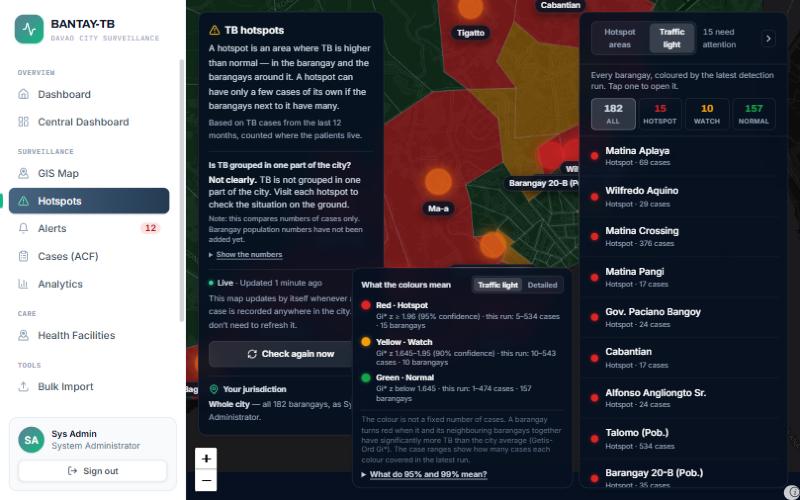 BANTAY-TB
DAVAO CITY SURVEILLANCE
OVERVIEW
Dashboard
Central Dashboard
SURVEILLANCE
GIS Map
Hotspots
Alerts
12
Cases (ACF)
Analytics
CARE
Health Facilities
TOOLS
Bulk Import
SA
Sys Admin
System Administrator
Sign out
TB hotspots
A hotspot is an area where TB is higher
than normal — in the barangay and the
barangays around it. A hotspot can
have only a few cases of its own if the
barangays next to it have many.
Based on TB cases from the last 12
months, counted where the patients live.
Is TB grouped in one part of the city?
Not clearly. TB is not grouped in one
part of the city. Visit each hotspot to
check the situation on the ground.
Note: this compares numbers of cases only.
Barangay population numbers have not been
added yet.
Show the numbers
Live · Updated 1 minute ago
This map updates by itself whenever
case is recorded anywhere in the city.
don't need to refresh it.
Check again now
Your jurisdiction
Whole city — all 182 barangays, as Sy
Administrator.
+
−
Cabantian
Tigatto
Ma-a
Wil
Barangay 20-B (P
What the colours mean
Traffic light
Detailed
Red · Hotspot
Gi* z ≥ 1.96 (95% confidence) · this run: 5–534 cases
· 15 barangays
Yellow · Watch
Gi* z 1.645–1.95 (90% confidence) · this run: 10–543
cases · 10 barangays
Green · Normal
Gi* z below 1.645 · this run: 1–474 cases · 157
barangays
The colour is not a fixed number of cases. A barangay
turns red when it and its neighbouring barangays together
have significantly more TB than the city average (Getis-
Ord Gi*). The case ranges show how many cases each
colour covered in the latest run.
What do 95% and 99% mean?
Hotspot areas
Traffic light
15 need attention
Every barangay, coloured by the latest detection
run. Tap one to open it.
182
ALL
15
HOTSPOT
10
WATCH
157
NORMAL
Matina Aplaya
Hotspot · 69 cases
Wilfredo Aquino
Hotspot · 29 cases
Matina Crossing
Hotspot · 376 cases
Matina Pangi
Hotspot · 17 cases
Gov. Paciano Bangoy
Hotspot · 24 cases
Cabantian
Hotspot · 17 cases
Alfonso Angliongto Sr.
Hotspot · 24 cases
Talomo (Pob.)
Hotspot · 534 cases
Barangay 20-B (Pob.)
Hotspot · 35 cases